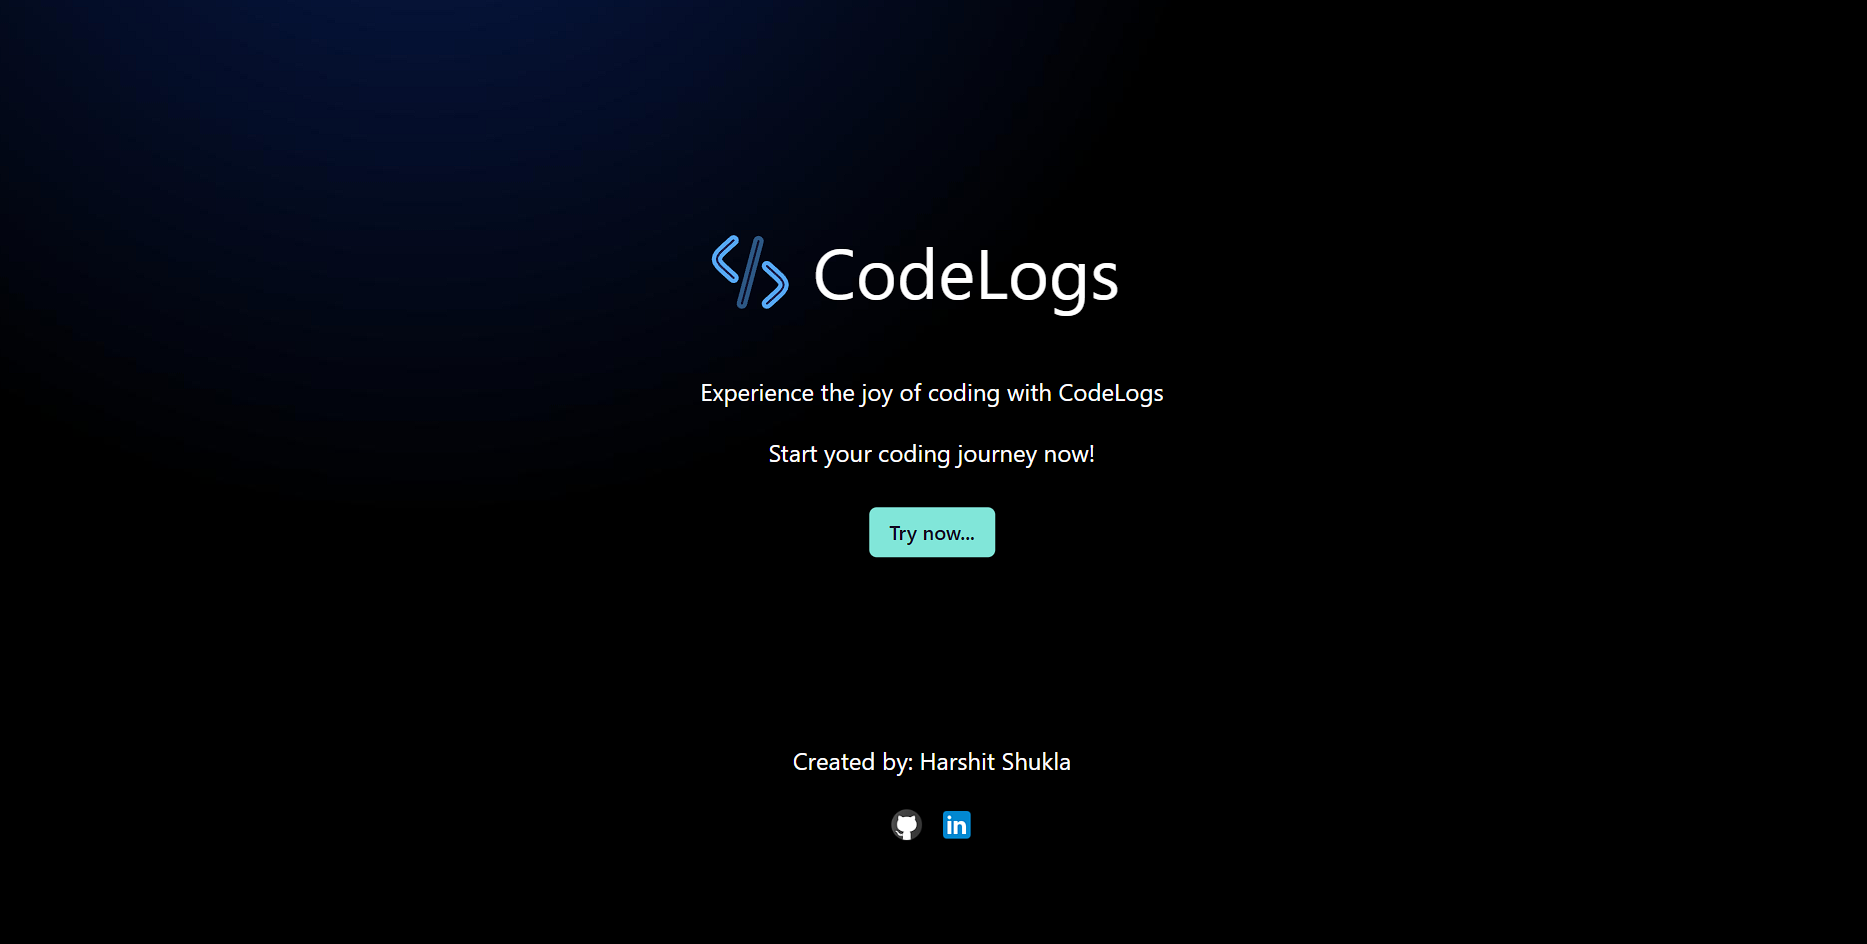 CodeLogs
Experience the joy of coding with CodeLogs
Start your coding journey now!
Try now...
Created by: Harshit Shukla
in